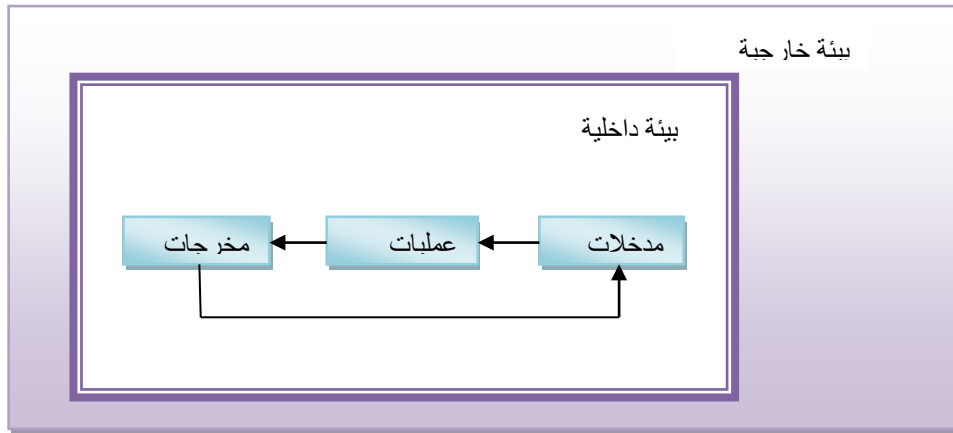 بيئة خارجية
بيئة داخلية
مدخلات
عمليات
مخرجات